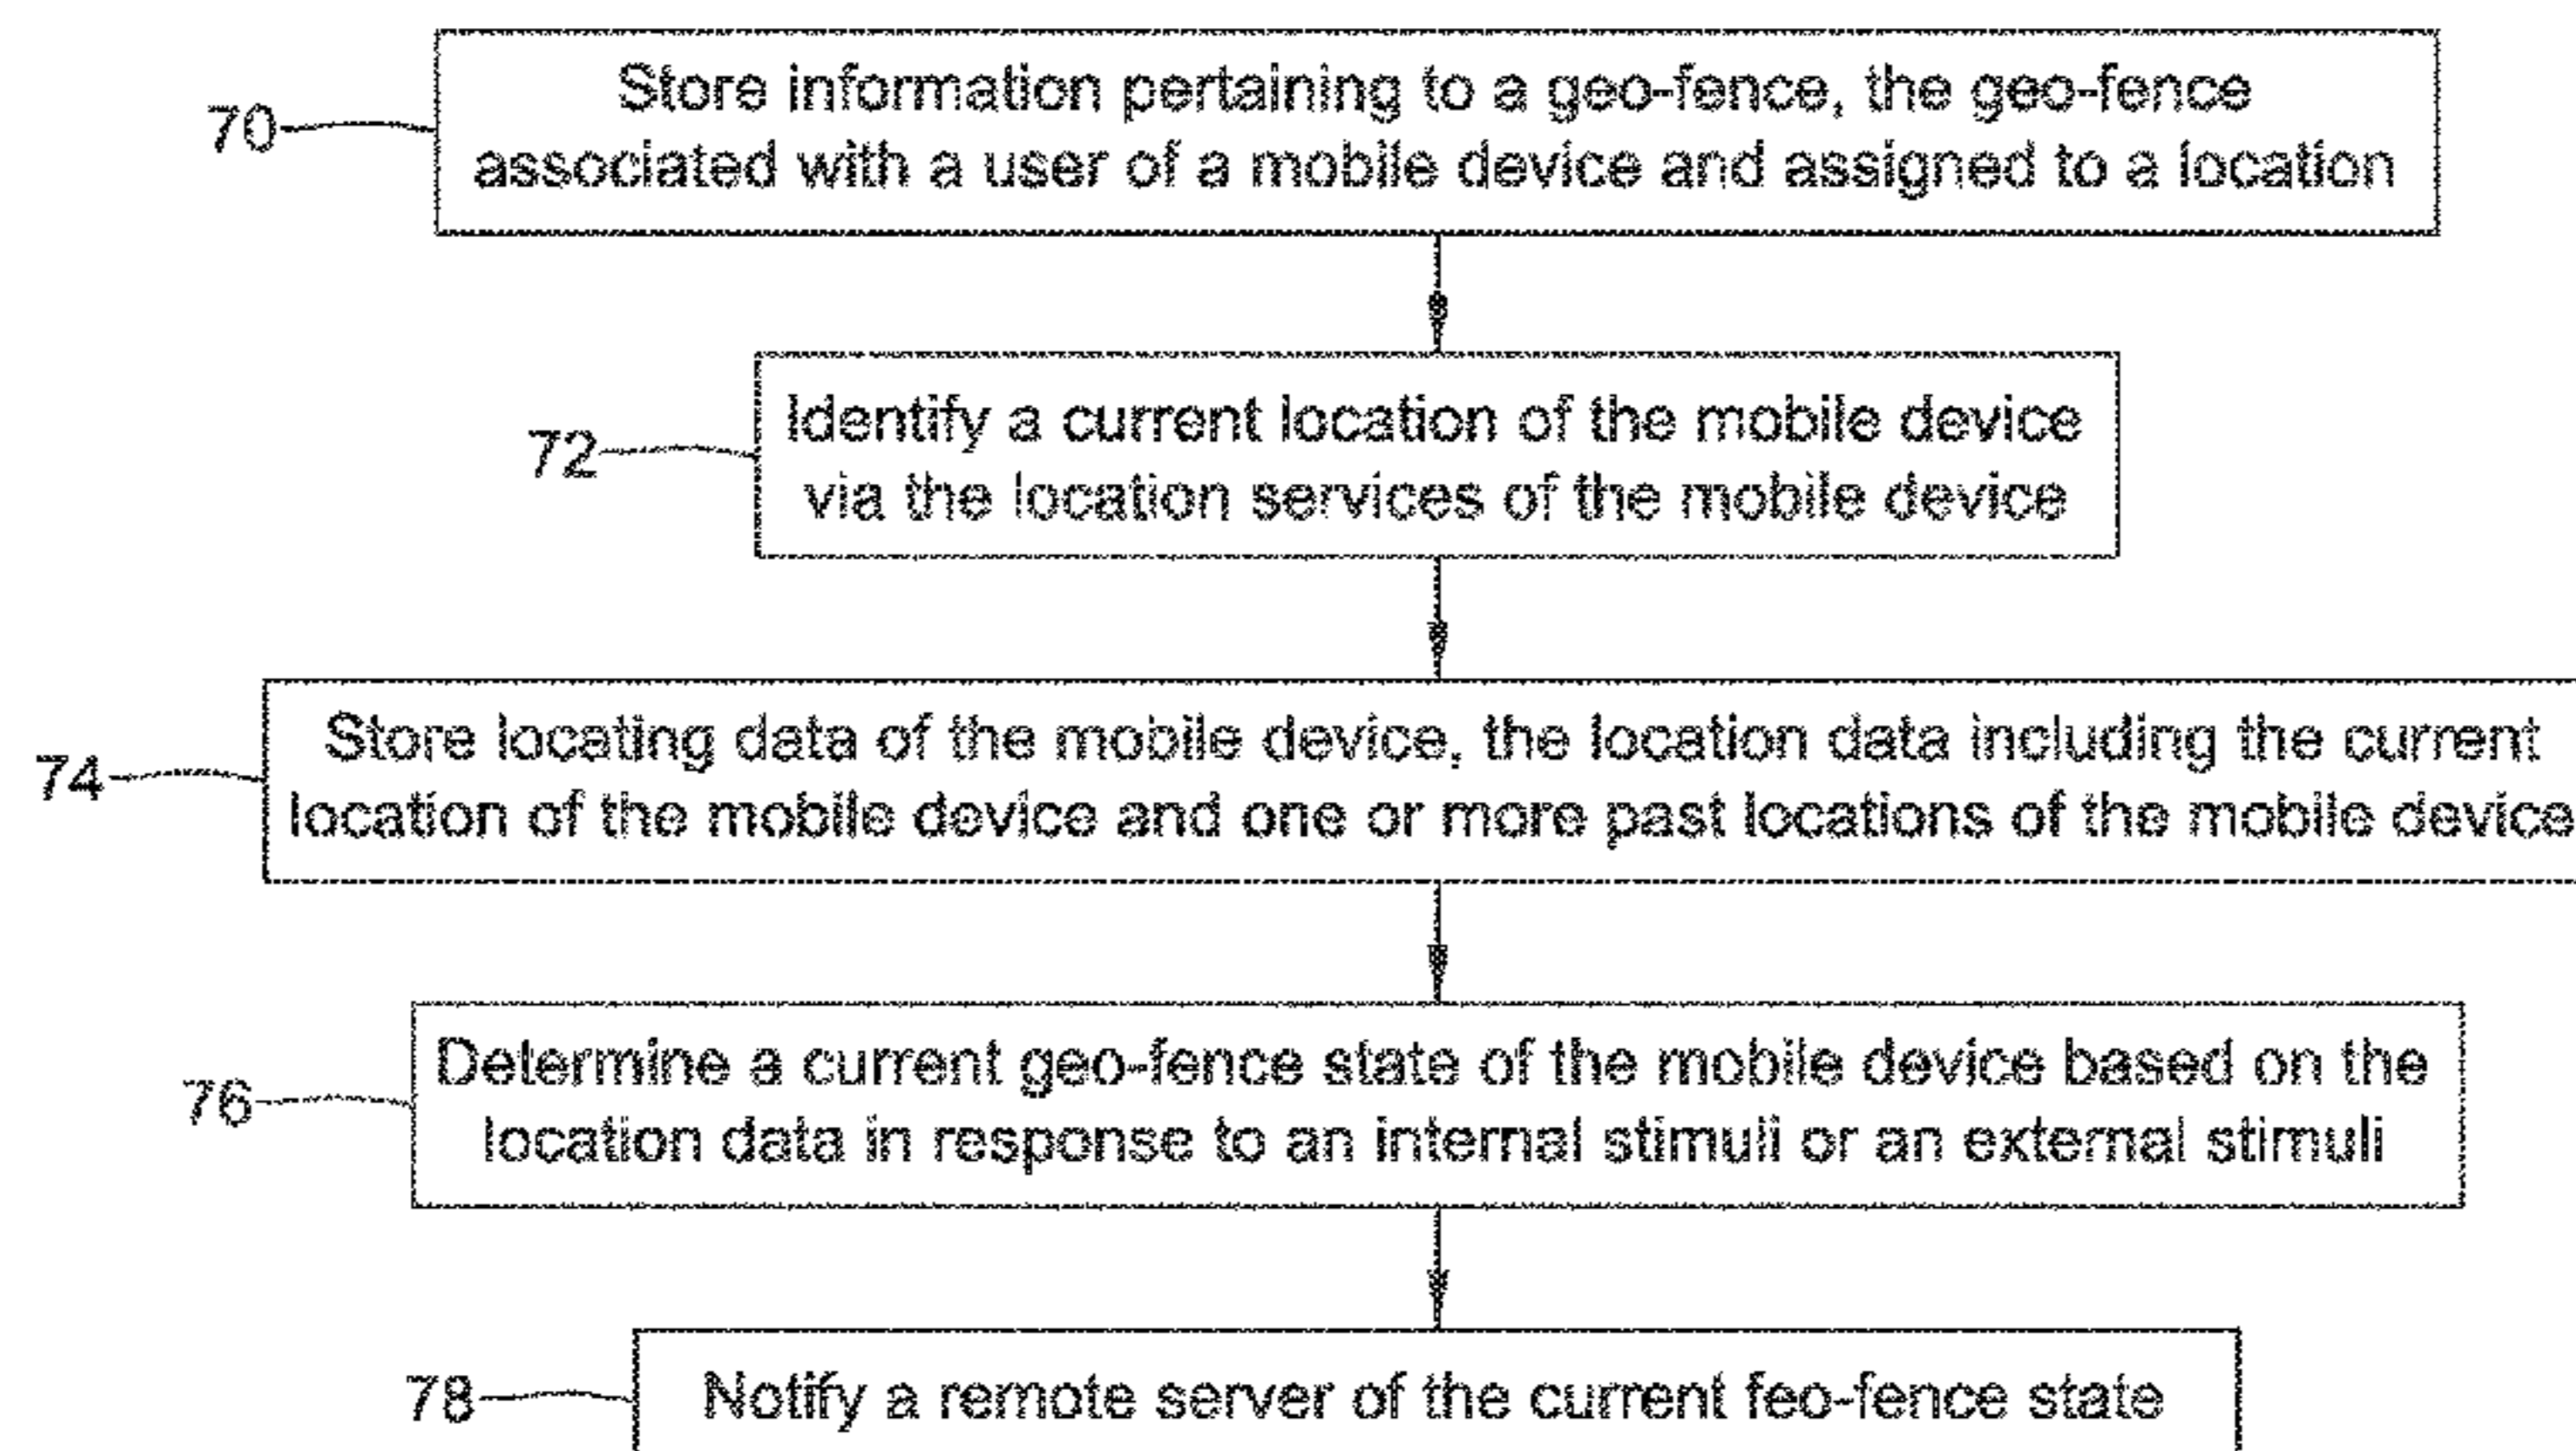 Store information pertaining to a geo-fence, the geo-fence
70
associated with a user of a mobile device and assigned to a location
Identify a current location of the mobile device
72
via the location services of the mobile device
Store locating data of the mobile device, the location data including the current
74
location of the mobile device and one or more past locations of the mobile device
Determine a current geo-fence state of the mobile device based on the
76
location data in response to an internal stimuli or an external stimuli
78
Notify a remote server of the current feo-fence state